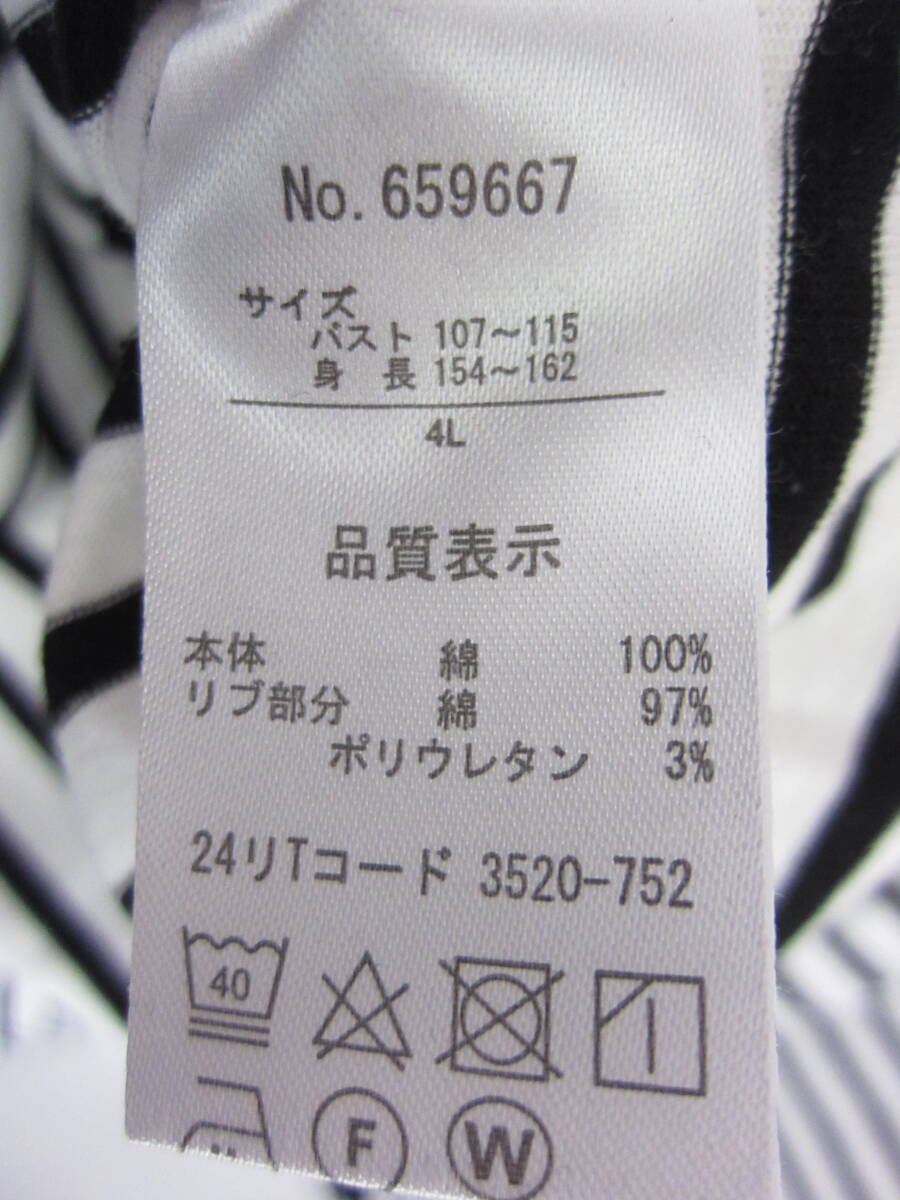 No. 659667
サイズ
バスト 107～115
身 長 154～162
4L
品質表示
本体 綿 100%
リブ部分 綿 97%
ポリウレタン 3%
24リTコード 3520-752
40
F
W